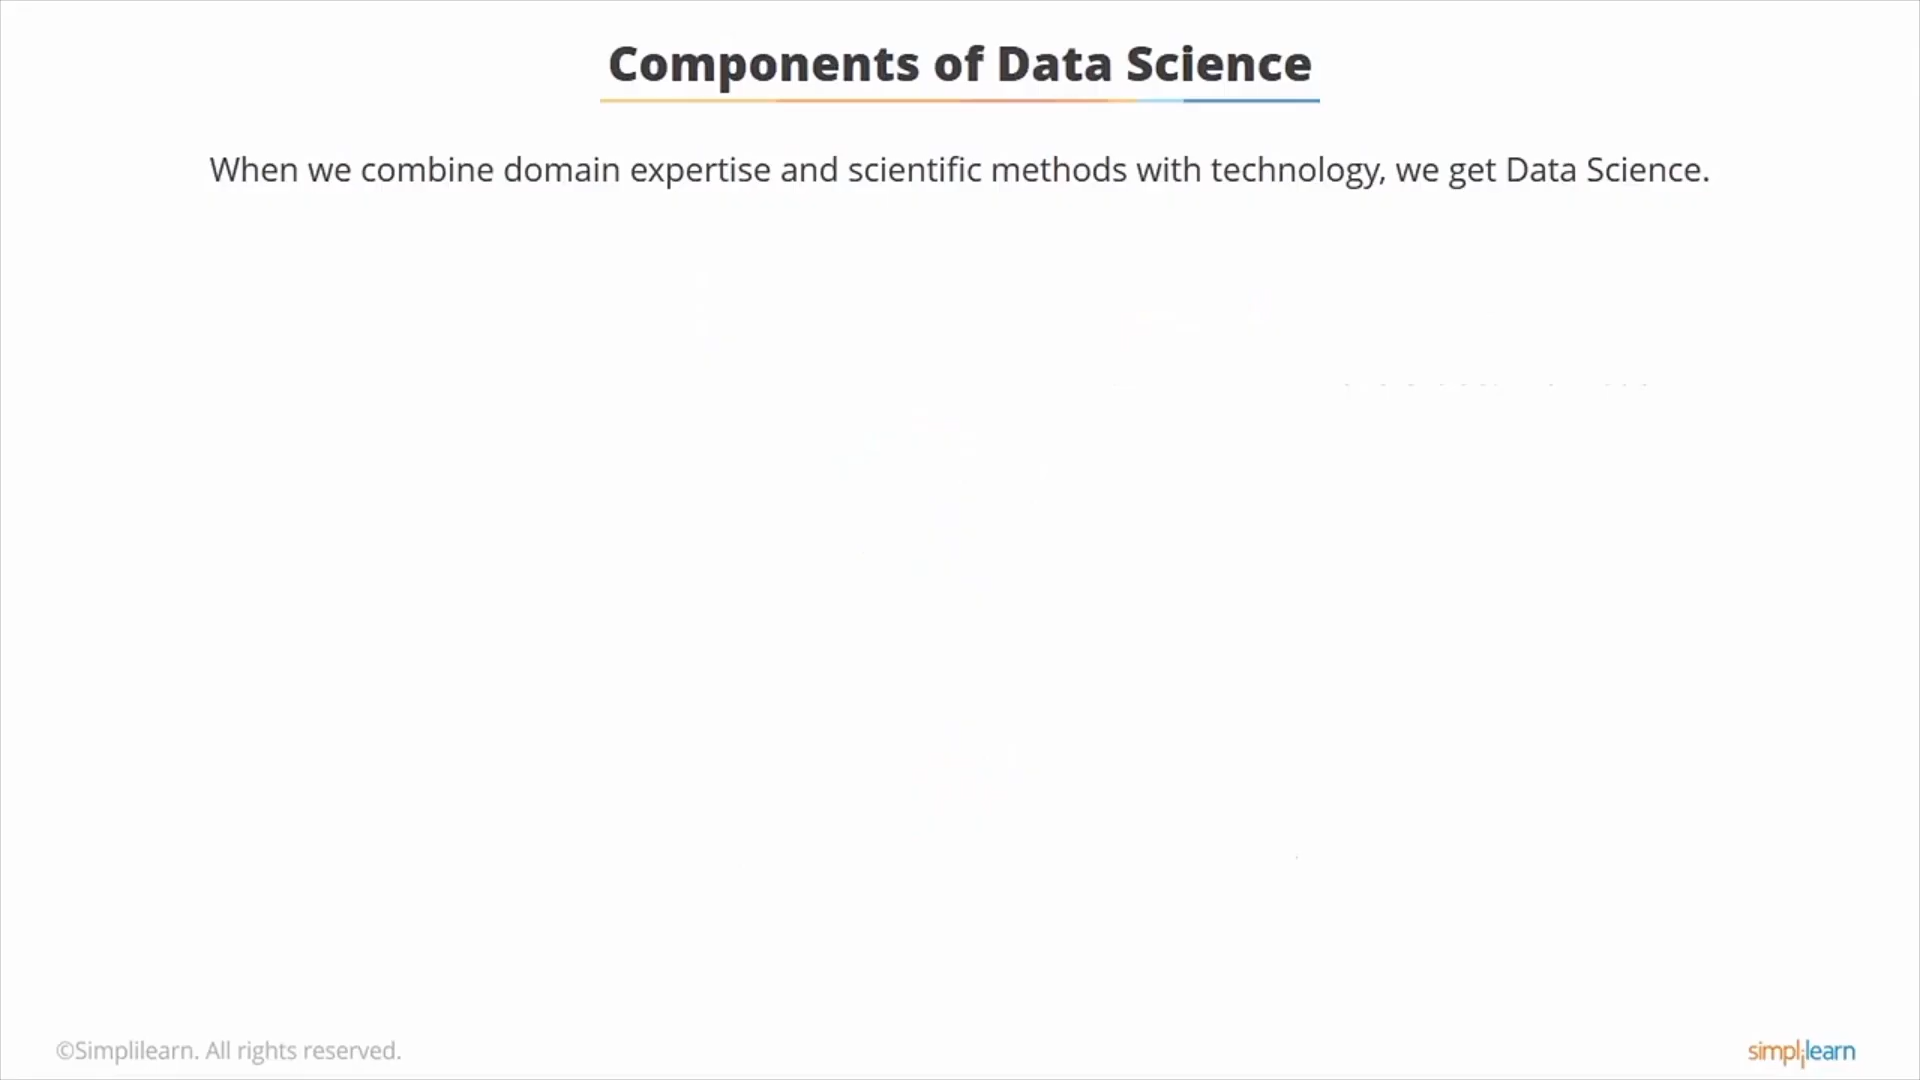 Components of Data Science
When we combine domain expertise and scientific methods with technology, we get Data Science.
©Simplilearn. All rights reserved.
simplilearn